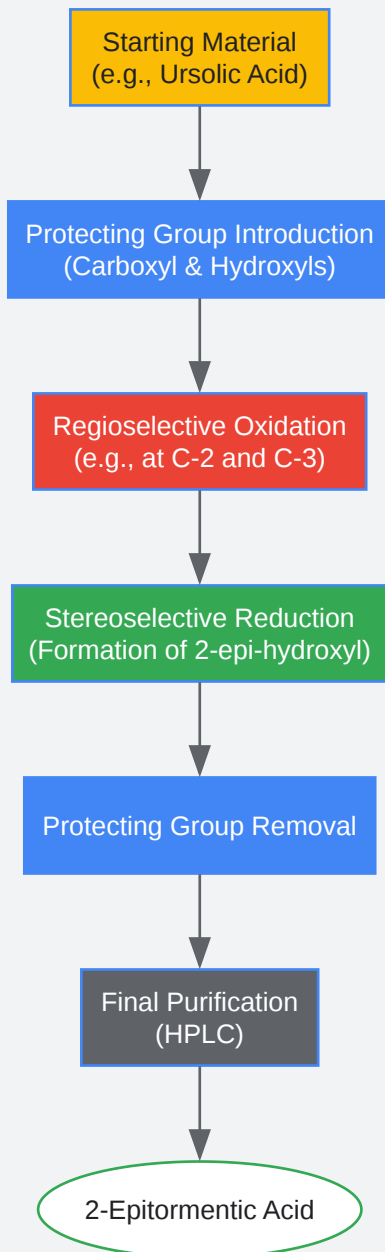 Starting Material
(e.g., Ursolic Acid)
Protecting Group Introduction
(Carboxyl & Hydroxyls)
Regioselective Oxidation
(e.g., at C-2 and C-3)
Stereoselective Reduction
(Formation of 2-epi-hydroxyl)
Protecting Group Removal
Final Purification
(HPLC)
2-Epitormentic Acid